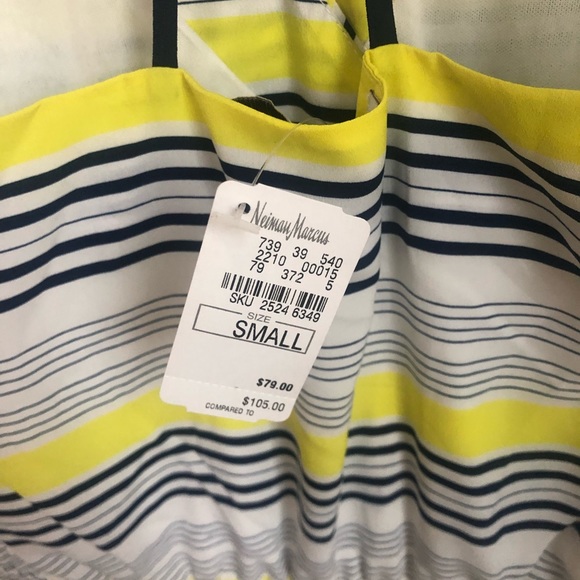 Neiman Marcus
739 39 540
2210 00015
79 372 5
SKU 2524 6349
SIZE
SMALL
$79.00
$105.00
COMPARED TO